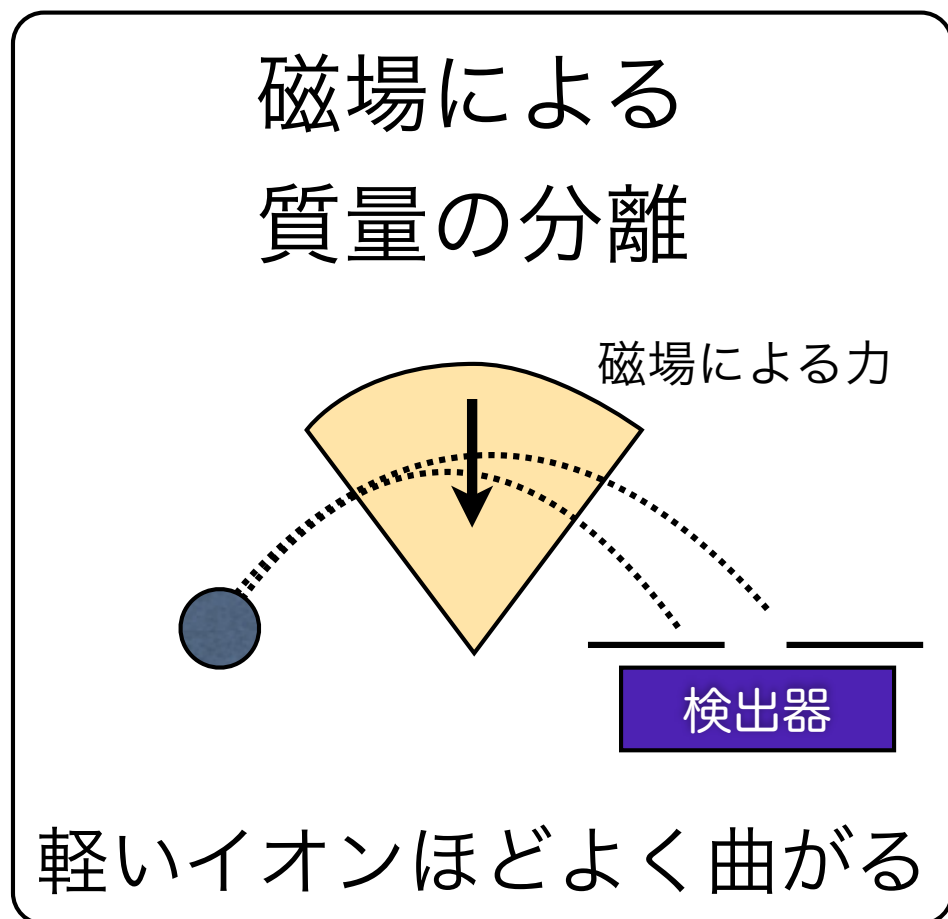 磁場による
質量の分離
磁場による力
検出器
軽いイオンほどよく曲がる